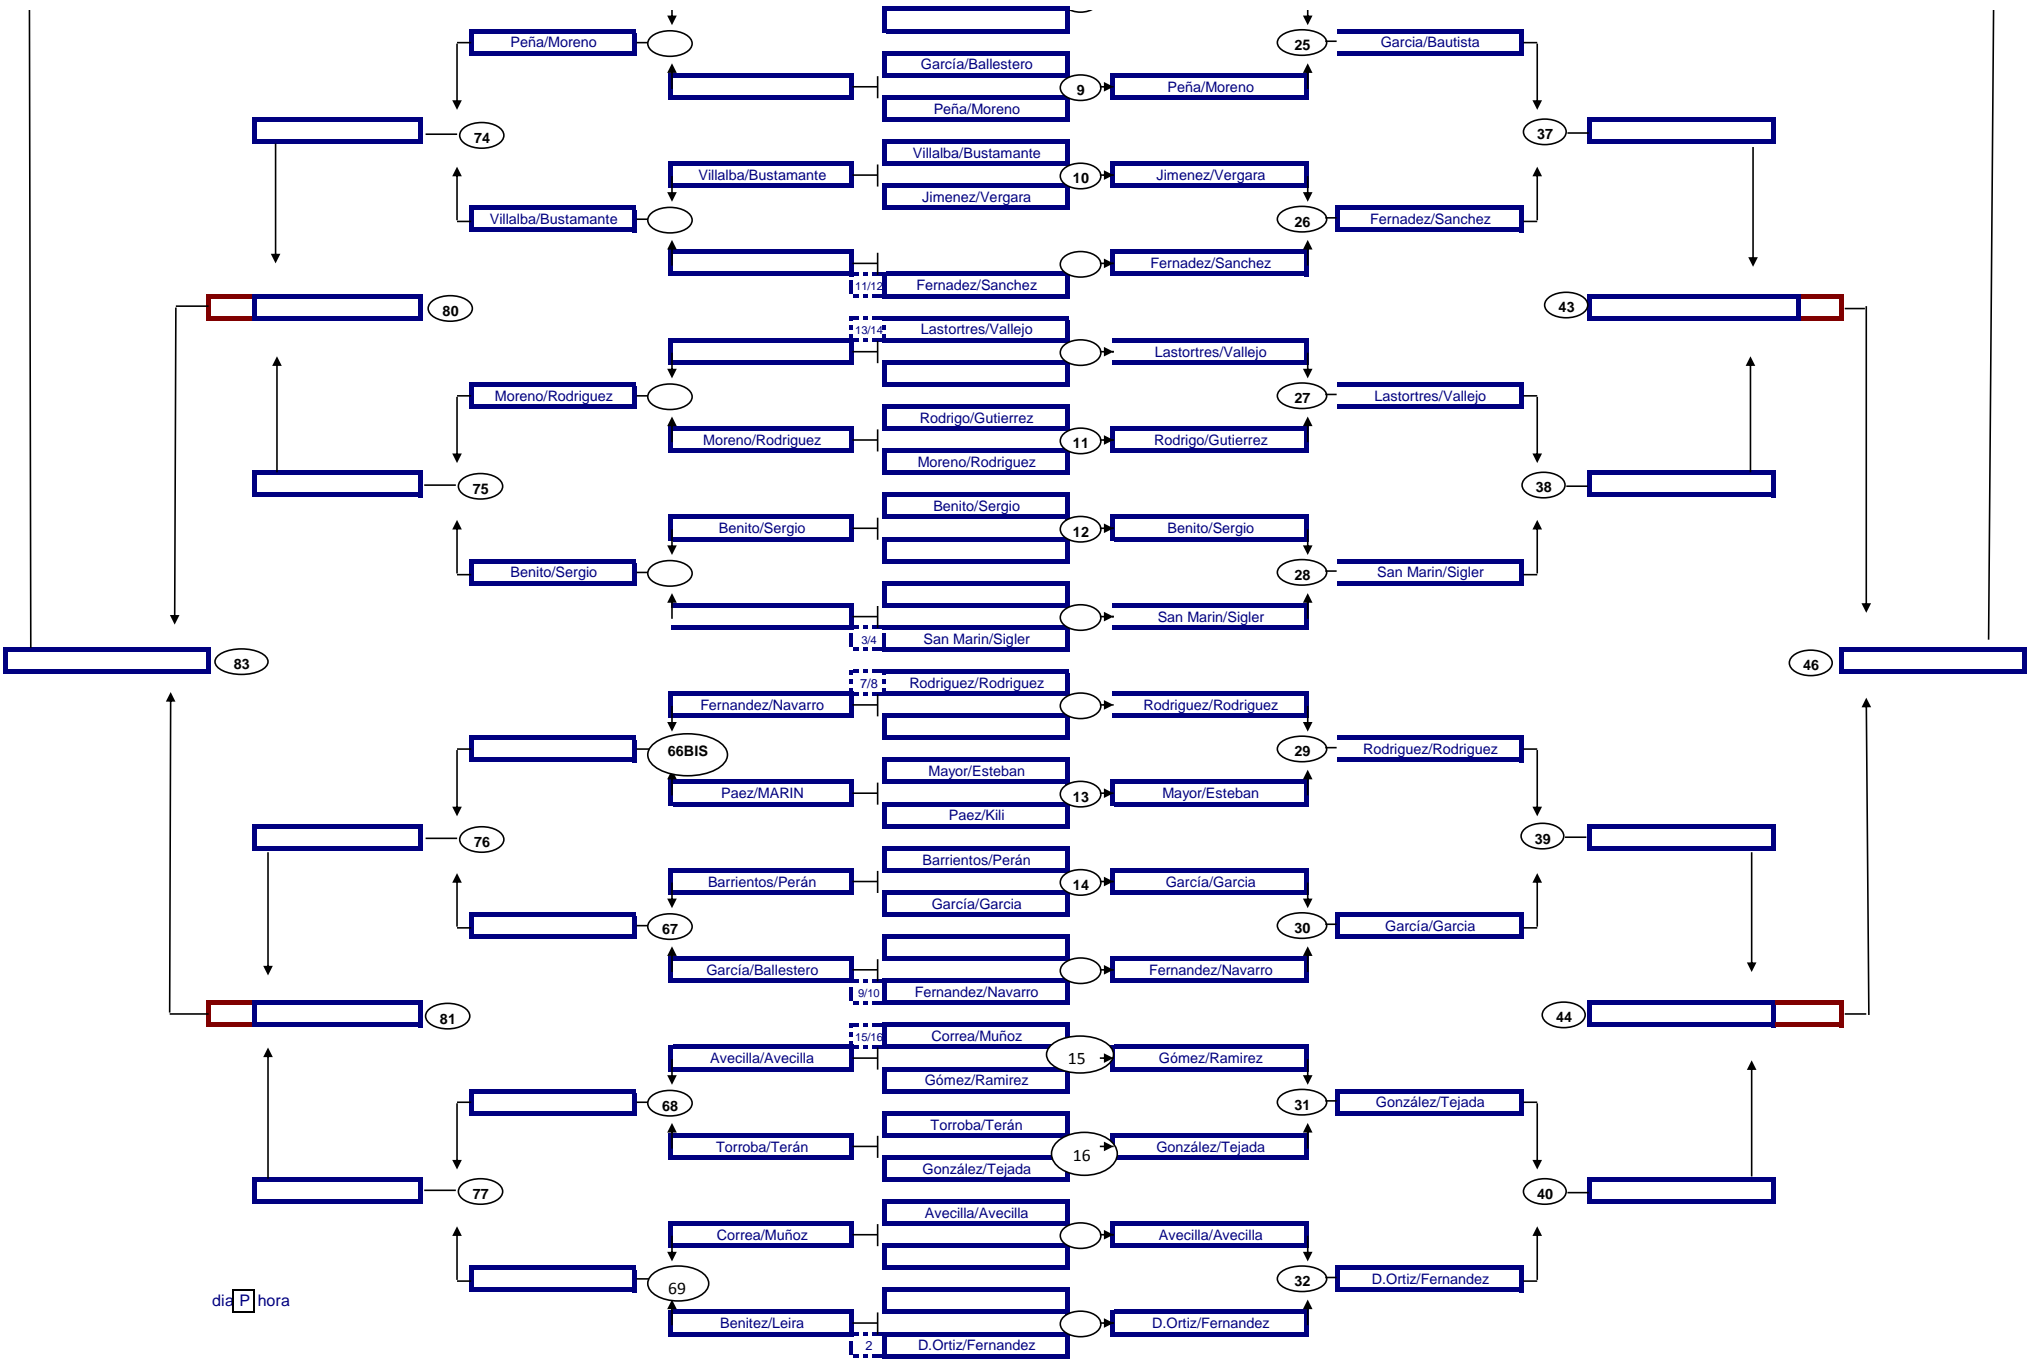 Peña/Moreno
25
Garcia/Bautista
García/Ballestero
9
Peña/Moreno
Peña/Moreno
74
37
Villalba/Bustamante
Villalba/Bustamante
10
Jimenez/Vergara
Jimenez/Vergara
Villalba/Bustamante
26
Fernadez/Sanchez
Fernadez/Sanchez
11/12
Fernadez/Sanchez
80
43
13/14
Lastortres/Vallejo
Lastortres/Vallejo
Moreno/Rodriguez
27
Lastortres/Vallejo
Rodrigo/Gutierrez
Moreno/Rodriguez
11
Rodrigo/Gutierrez
Moreno/Rodriguez
75
38
Benito/Sergio
Benito/Sergio
12
Benito/Sergio
Benito/Sergio
28
San Marin/Sigler
San Marin/Sigler
3/4
San Marin/Sigler
83
46
7/8
Rodriguez/Rodriguez
Fernandez/Navarro
Rodriguez/Rodriguez
66BIS
29
Rodriguez/Rodriguez
Mayor/Esteban
Paez/MARIN
13
Mayor/Esteban
Paez/Kili
76
39
Barrientos/Perán
Barrientos/Perán
14
García/Garcia
García/Garcia
67
30
García/Garcia
García/Ballestero
Fernandez/Navarro
9/10
Fernandez/Navarro
81
44
15/16
Correa/Muñoz
Avecilla/Avecilla
15
Gómez/Ramirez
Gómez/Ramirez
68
31
González/Tejada
Torroba/Terán
Torroba/Terán
16
González/Tejada
González/Tejada
77
40
Avecilla/Avecilla
Correa/Muñoz
Avecilla/Avecilla
69
32
D.Ortiz/Fernandez
dia P hora
Benitez/Leira
D.Ortiz/Fernandez
2
D.Ortiz/Fernandez